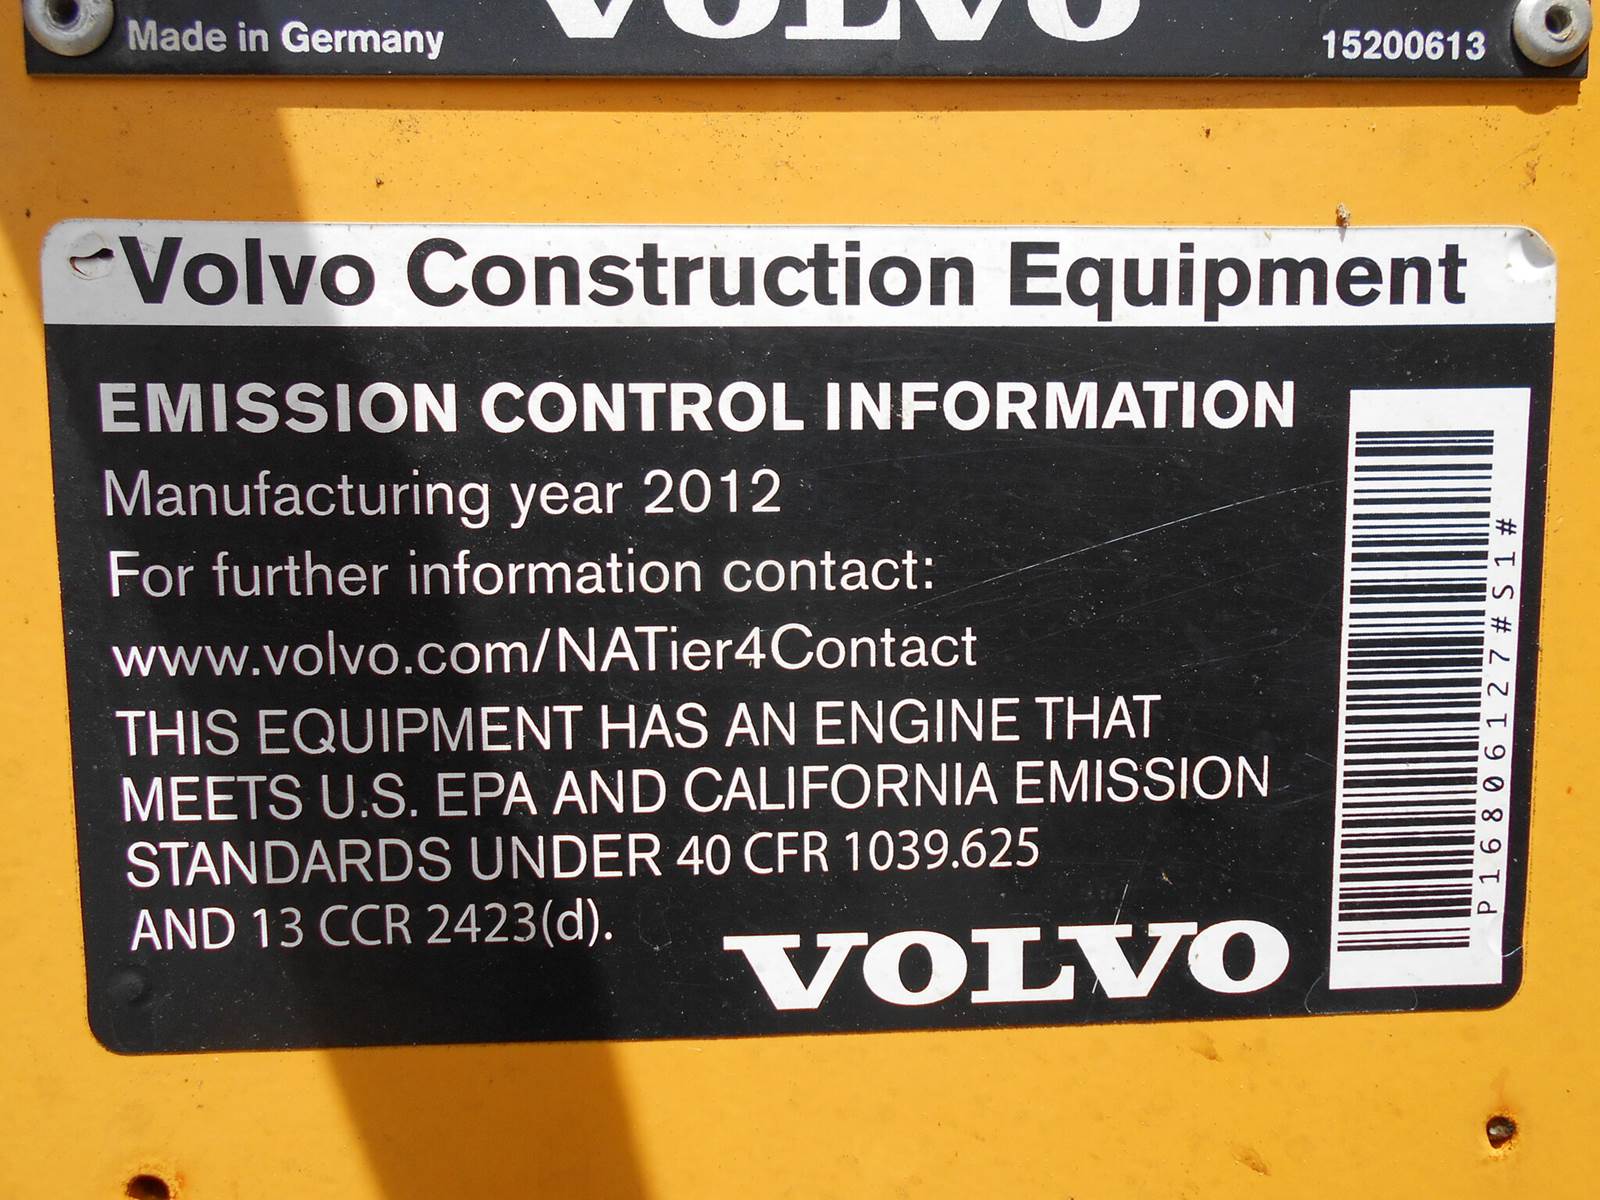 VOLVO
Made in Germany
15200613
Volvo Construction Equipment
EMISSION CONTROL INFORMATION
Manufacturing year 2012
For further information contact:
www.volvo.com/NATier4Contact
THIS EQUIPMENT HAS AN ENGINE THAT
MEETS U.S. EPA AND CALIFORNIA EMISSION
STANDARDS UNDER 40 CFR 1039.625
AND 13 CCR 2423(d).
VOLVO
P16806127#S1#